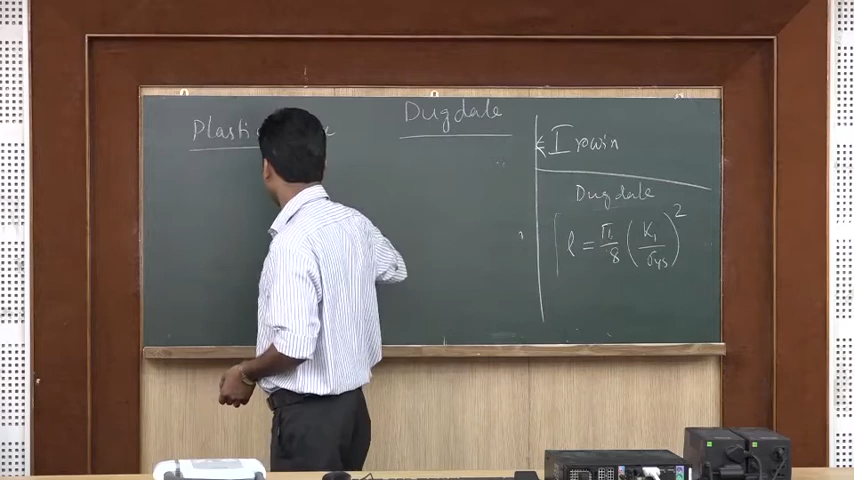 Plasti
Dugdale
Irwin
Dugdale
l = π/8 (K₁/σys)²